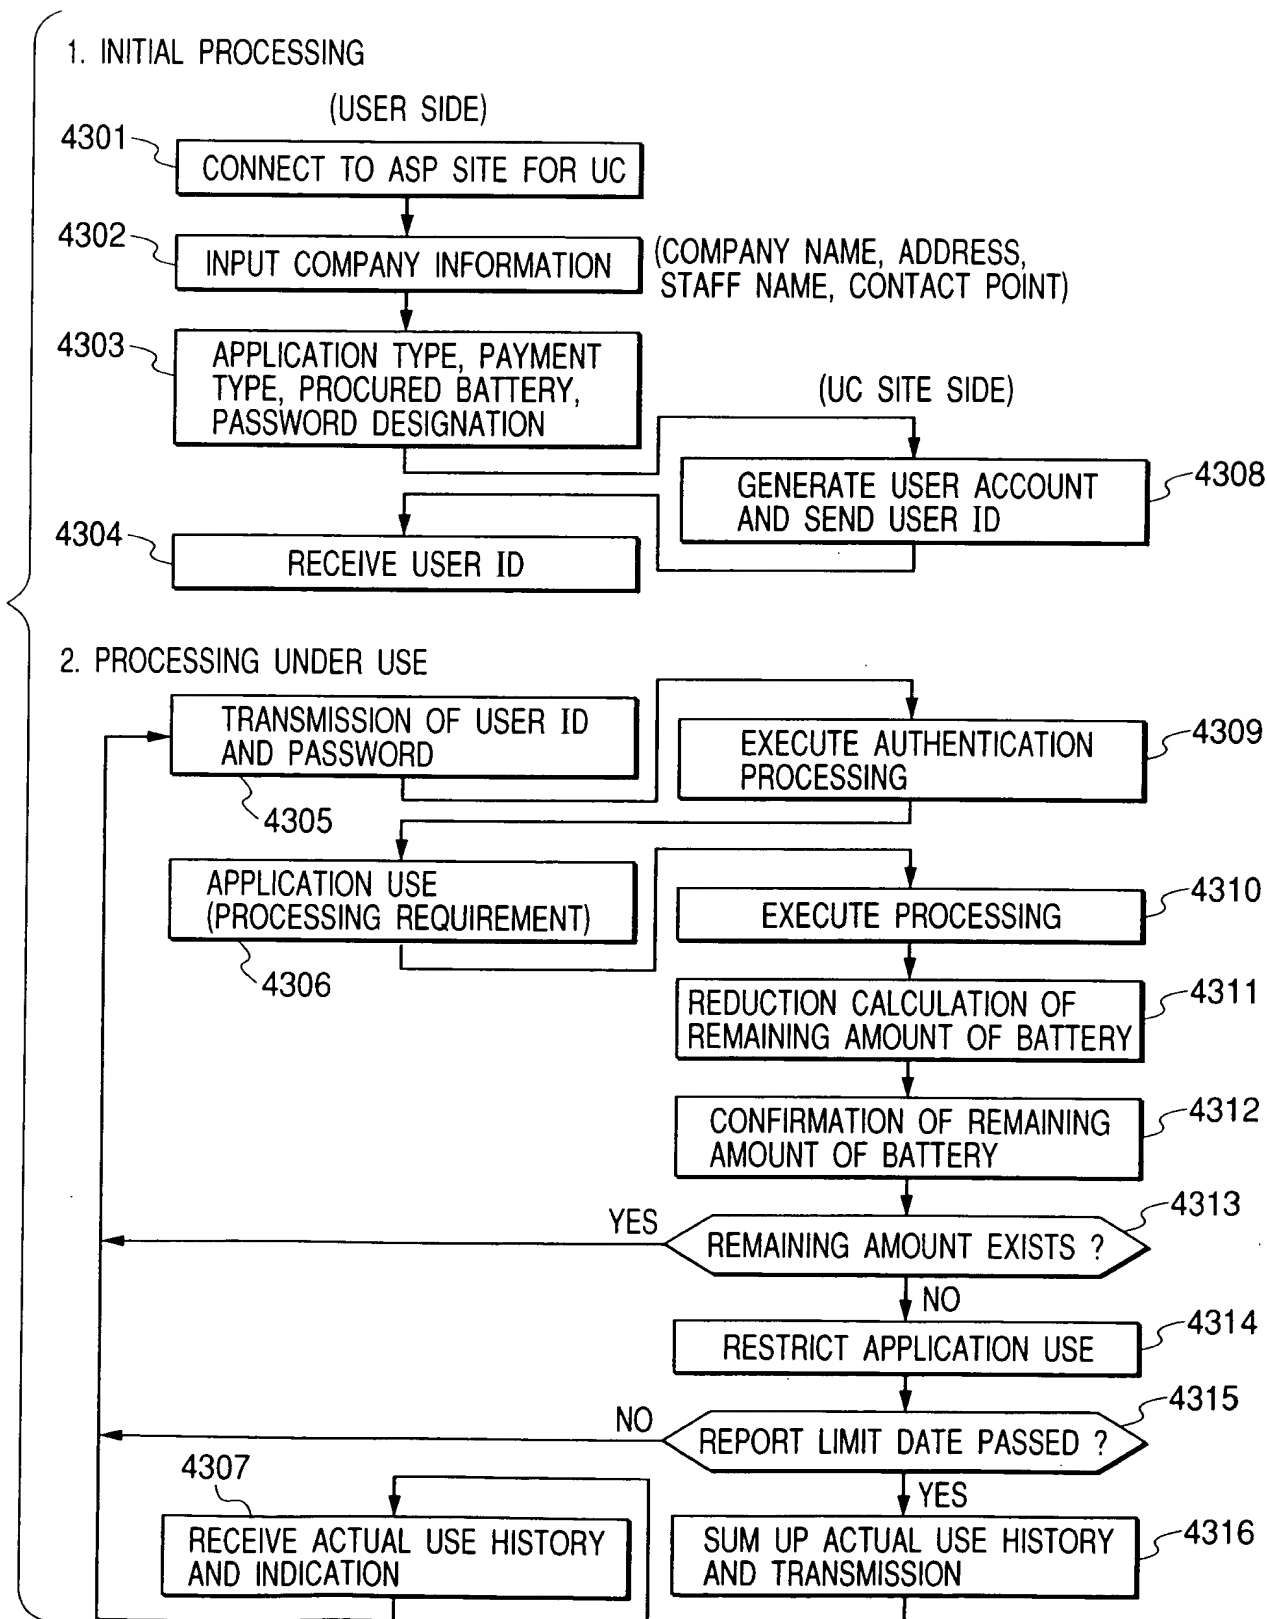 1. INITIAL PROCESSING
(USER SIDE)
4301
CONNECT TO ASP SITE FOR UC
4302
INPUT COMPANY INFORMATION
(COMPANY NAME, ADDRESS,
STAFF NAME, CONTACT POINT)
4303
APPLICATION TYPE, PAYMENT
TYPE, PROCURED BATTERY,
PASSWORD DESIGNATION
(UC SITE SIDE)
GENERATE USER ACCOUNT
AND SEND USER ID
4308
4304
RECEIVE USER ID
2. PROCESSING UNDER USE
TRANSMISSION OF USER ID
AND PASSWORD
4305
EXECUTE AUTHENTICATION
PROCESSING
4309
APPLICATION USE
(PROCESSING REQUIREMENT)
4306
EXECUTE PROCESSING
4310
REDUCTION CALCULATION OF
REMAINING AMOUNT OF BATTERY
4311
CONFIRMATION OF REMAINING
AMOUNT OF BATTERY
4312
YES
REMAINING AMOUNT EXISTS ?
4313
NO
RESTRICT APPLICATION USE
4314
NO
REPORT LIMIT DATE PASSED ?
4315
YES
4307
RECEIVE ACTUAL USE HISTORY
AND INDICATION
SUM UP ACTUAL USE HISTORY
AND TRANSMISSION
4316